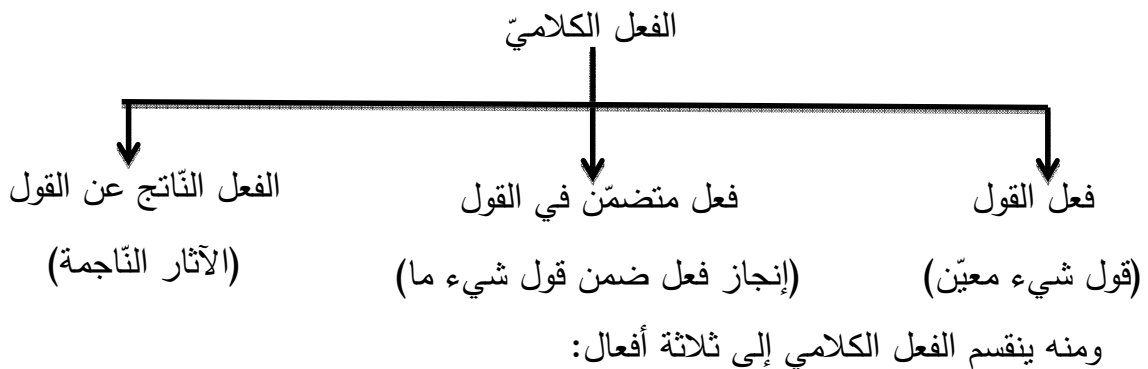 الفعل الكلاميّ
فعل القول فعل متضمّن في القول الفعل النّاتج عن القول
(قول شيء معيّن) (إنجاز فعل ضمن قول شيء ما) (الآثار النّاجمة)
ومنه ينقسم الفعل الكلامي إلى ثلاثة أفعال: